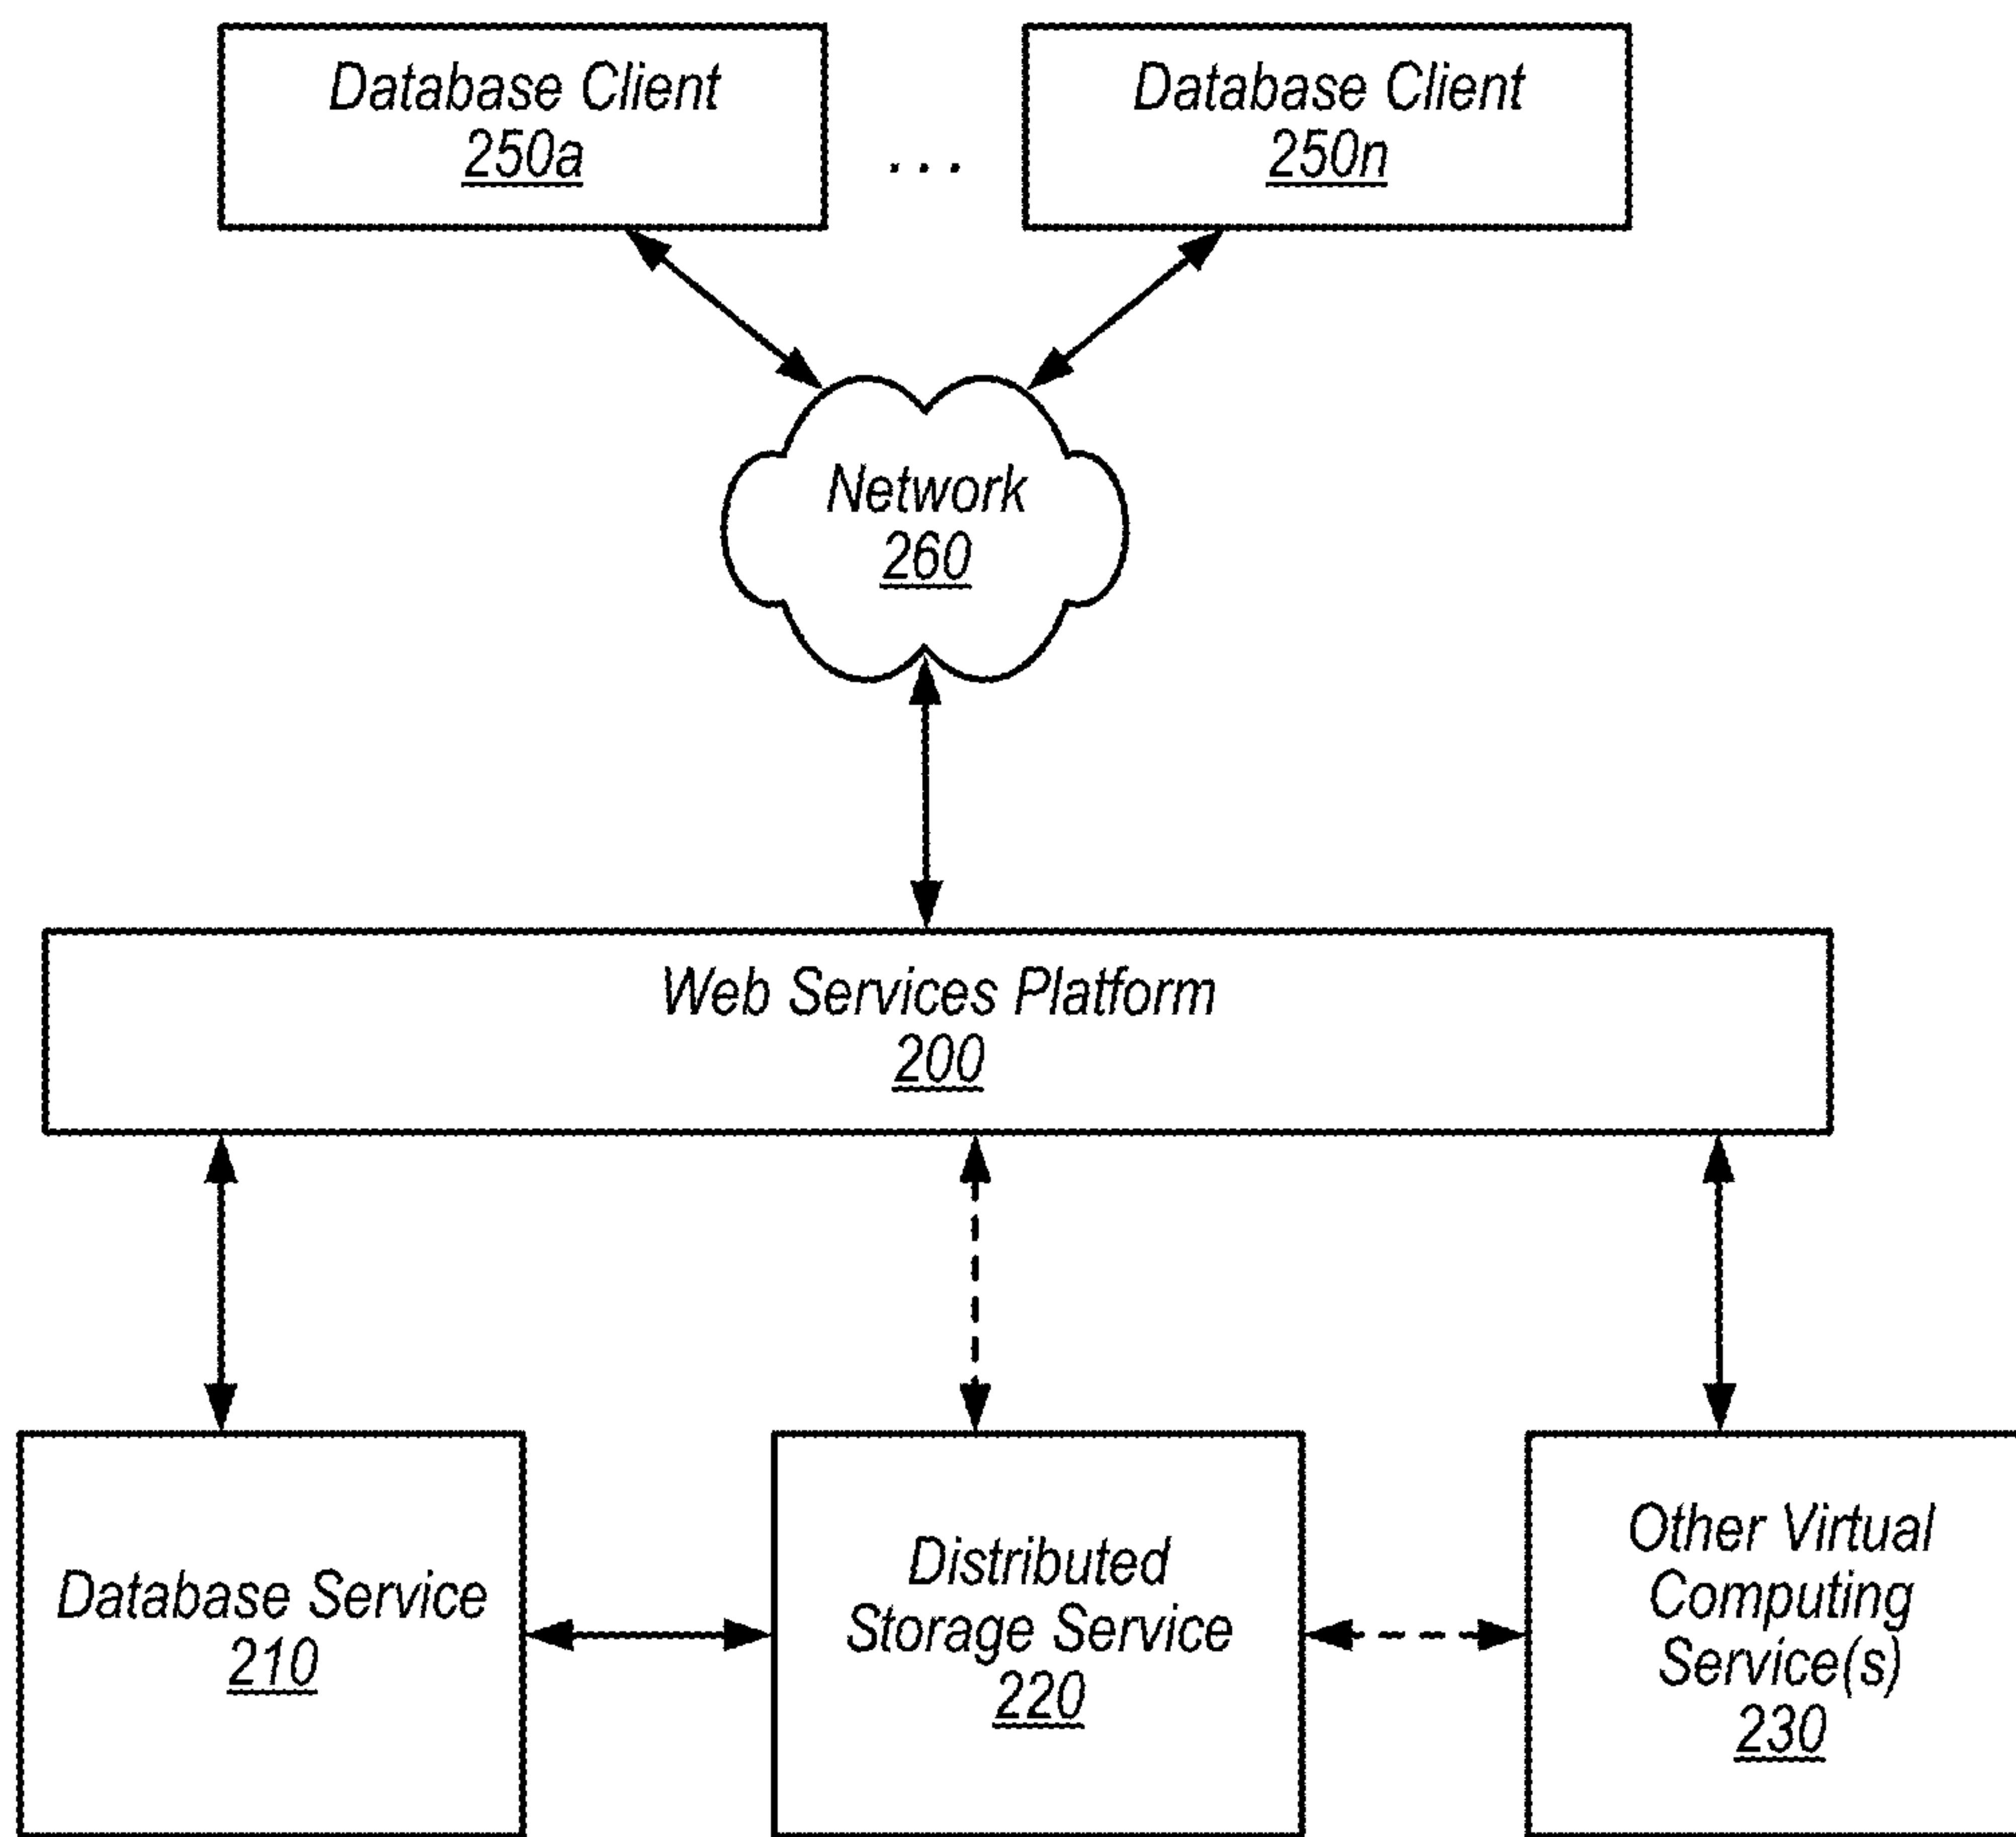 Database Client
250a
...
Database Client
250n
Network
260
Web Services Platform
200
Database Service
210
Distributed
Storage Service
220
Other Virtual
Computing
Service(s)
230